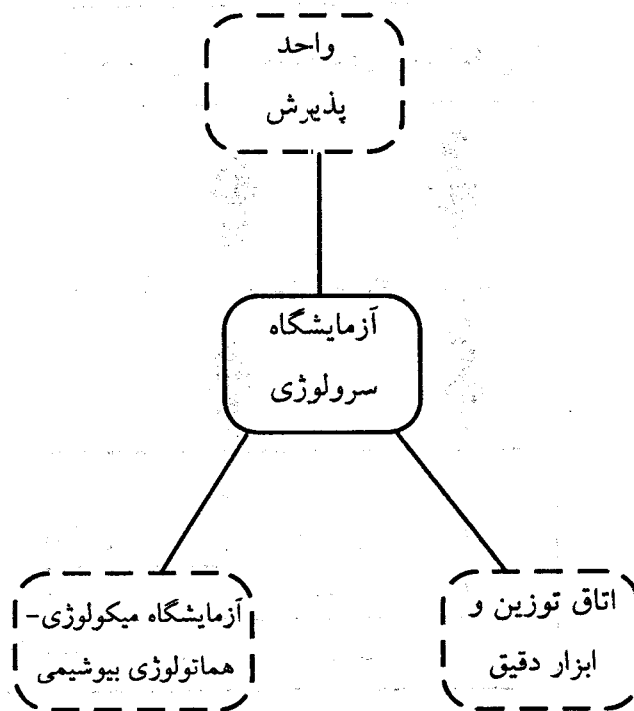 واحد
پذیرش
آزمایشگاه
سرولوژی
اتاق توزین و
ابزار دقیق
آزمایشگاه میکولوژی-
هماتولوژی بیوشیمی